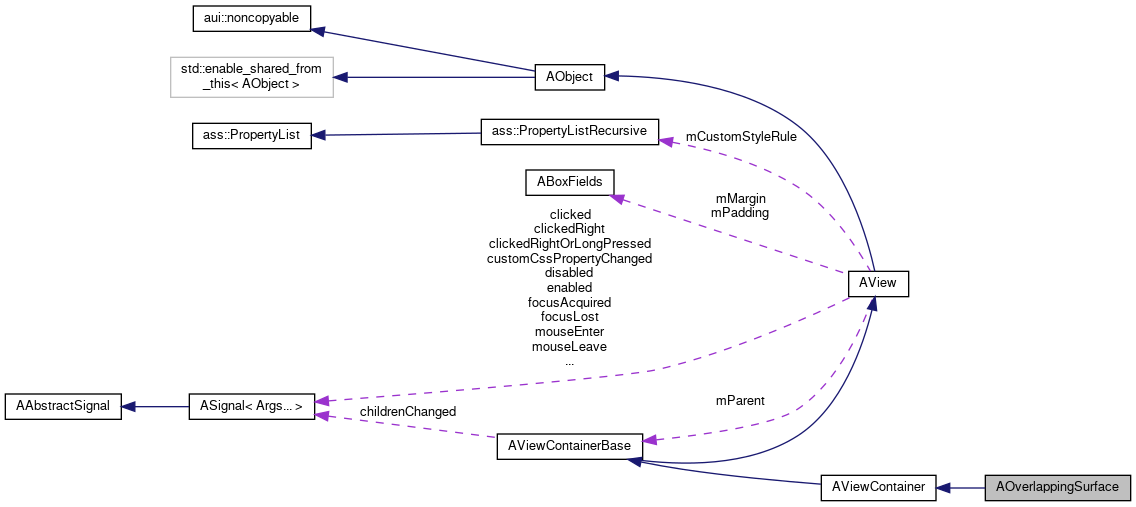 aui::noncopyable
std::enable_shared_from
_this< AObject >
AObject
ass::PropertyList
ass::PropertyListRecursive
mCustomStyleRule
ABoxFields
mMargin
mPadding
clicked
clickedRight
clickedRightOrLongPressed
customCssPropertyChanged
disabled
enabled
focusAcquired
focusLost
mouseEnter
mouseLeave
...
AView
AAbstractSignal
ASignal< Args... >
childrenChanged
mParent
AViewContainerBase
AViewContainer
AOverlappingSurface